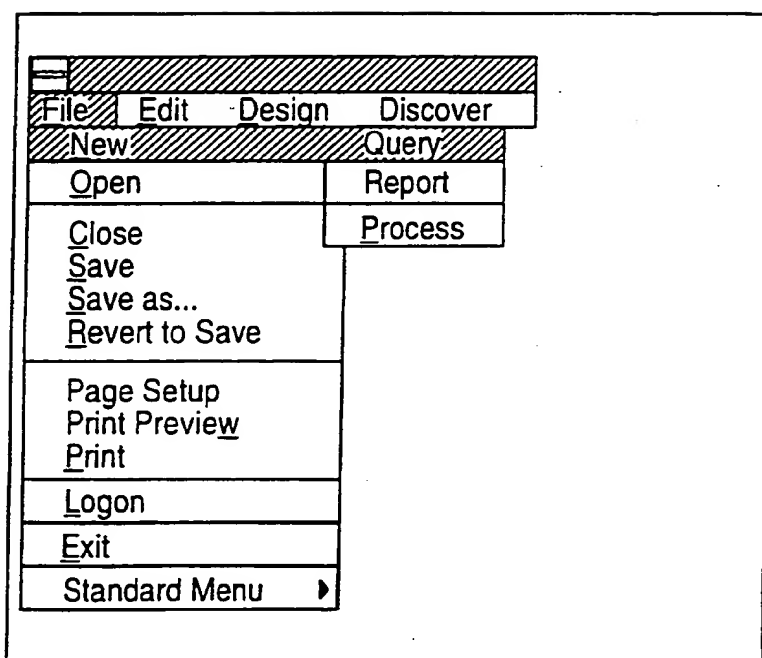 File Edit Design Discover
New Query
Open Report
Close Process
Save
Save as...
Revert to Save
Page Setup
Print Preview
Print
Logon
Exit
Standard Menu